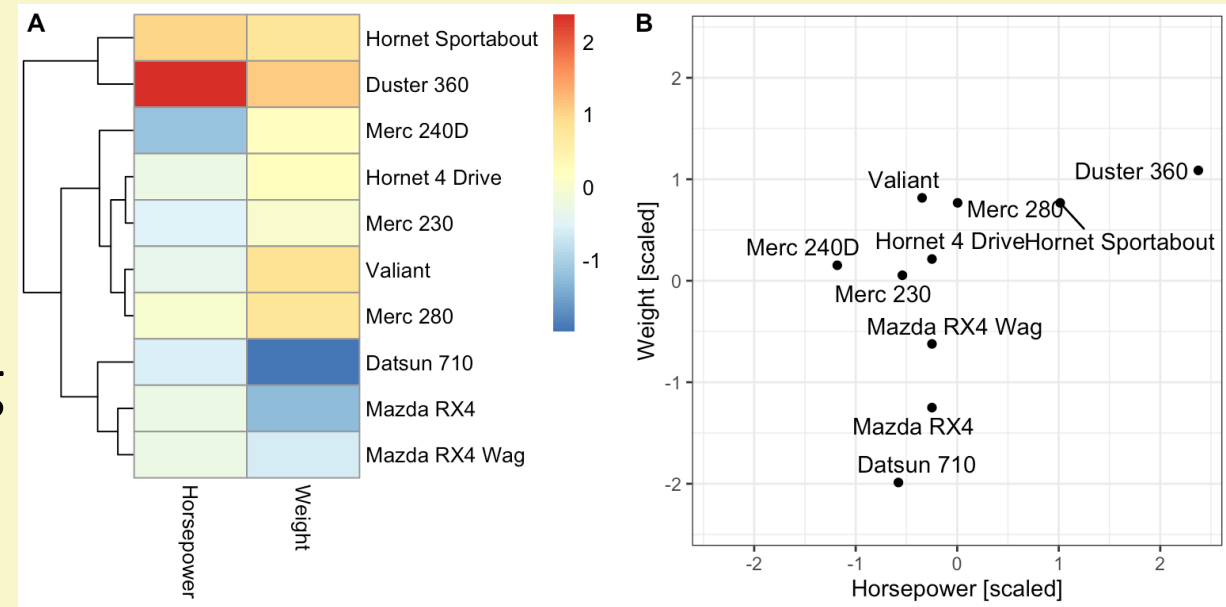 A
Hornet Sportabout
Duster 360
Merc 240D
Hornet 4 Drive
Merc 230
Valiant
Merc 280
Datsun 710
Mazda RX4
Mazda RX4 Wag
Horsepower
Weight
2
1
0
-1
B
Weight [scaled]
2
1
0
-1
-2
Duster 360
Valiant
Merc 280
Hornet 4 Drive
Hornet Sportabout
Merc 240D
Merc 230
Mazda RX4 Wag
Mazda RX4
Datsun 710
-2
-1
0
1
2
Horsepower [scaled]